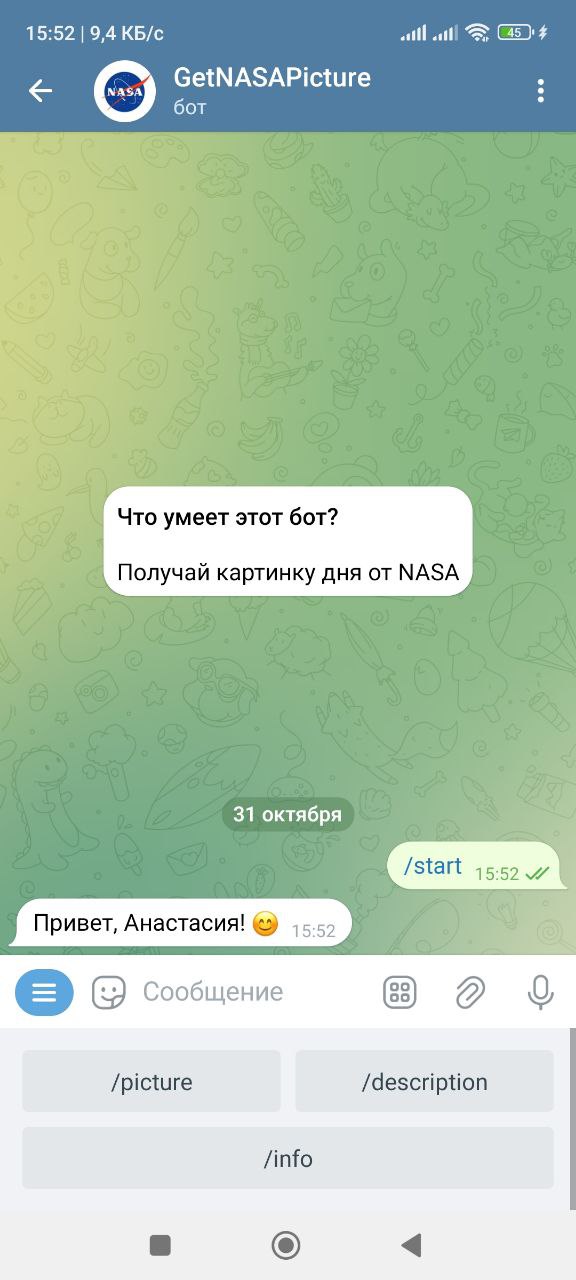 15:52 | 9,4 КБ/с
45
NASA
GetNASAPicture
бот
Что умеет этот бот?
Получай картинку дня от NASA
31 октября
/start 15:52
Привет, Анастасия! 😊 15:52
Сообщение
/picture
/description
/info